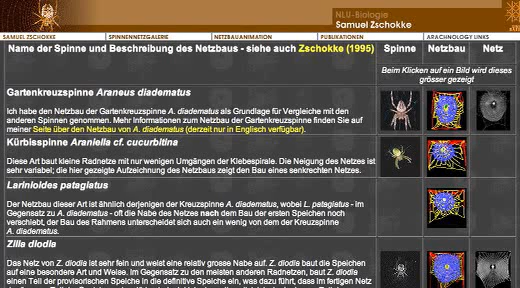 NLU-Biologie
Samuel Zschokke
SAMUEL ZSCHOKKE SPINNENNETZGALERIE NETZBAUANIMATION PUBLIKATIONEN ARACHNOLOGY LINKS
Name der Spinne und Beschreibung des Netzbaus - siehe auch Zschokke (1995) Spinne Netzbau Netz
Beim Klicken auf ein Bild wird dieses
grösser gezeigt
Gartenkreuzspinne Araneus diadematus
Ich habe den Netzbau der Gartenkreuzspinne A. diadematus als Grundlage für Vergleiche mit den
anderen Spinnen genommen. Mehr Informationen zum Netzbau der Gartenkreuzspinne finden Sie auf
meiner Seite über den Netzbau von A. diadematus (derzeit nur in Englisch verfügbar).
Kürbisspinne Araniella cf. cucurbitina
Diese Art baut kleine Radnetze mit nur wenigen Umgängen der Klebespirale. Die Neigung des Netzes ist
sehr variabel; die hier gezeigte Aufzeichnung des Netzbaus zeigt den Bau eines senkrechten Netzes.
Larinioides patagiatus
Der Netzbau dieser Art ist ähnlich derjenigen der Kreuzspinne A. diadematus, wobei L. patagiatus - im
Gegensatz zu A. diadematus - oft die Nabe des Netzes nach dem Bau der ersten Speichen noch
verschiebt, der Bau des Rahmens unterscheidet sich auch ein wenig von dem der Kreuzspinne
A. diadematus.
Zilla diodia
Das Netz von Z. diodia ist sehr fein und weist eine relativ grosse Nabe auf. Z. diodia baut die Speichen
auf eine besondere Art und Weise. Im Gegensatz zu den meisten anderen Radnetzen, baut Z. diodia
einen Teil der provisorischen Speiche in die definitive Speiche ein, was dazu führt, dass im fertigen Netz